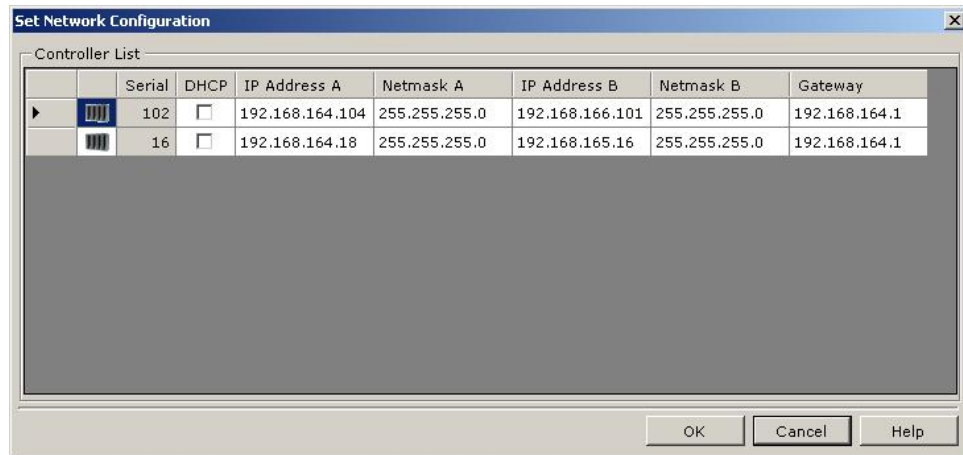 Set Network Configuration
Controller List
Serial DHCP IP Address A Netmask A IP Address B Netmask B Gateway
102 192.168.164.104 255.255.255.0 192.168.166.101 255.255.255.0 192.168.164.1
16 192.168.164.18 255.255.255.0 192.168.165.16 255.255.255.0 192.168.164.1
OK Cancel Help